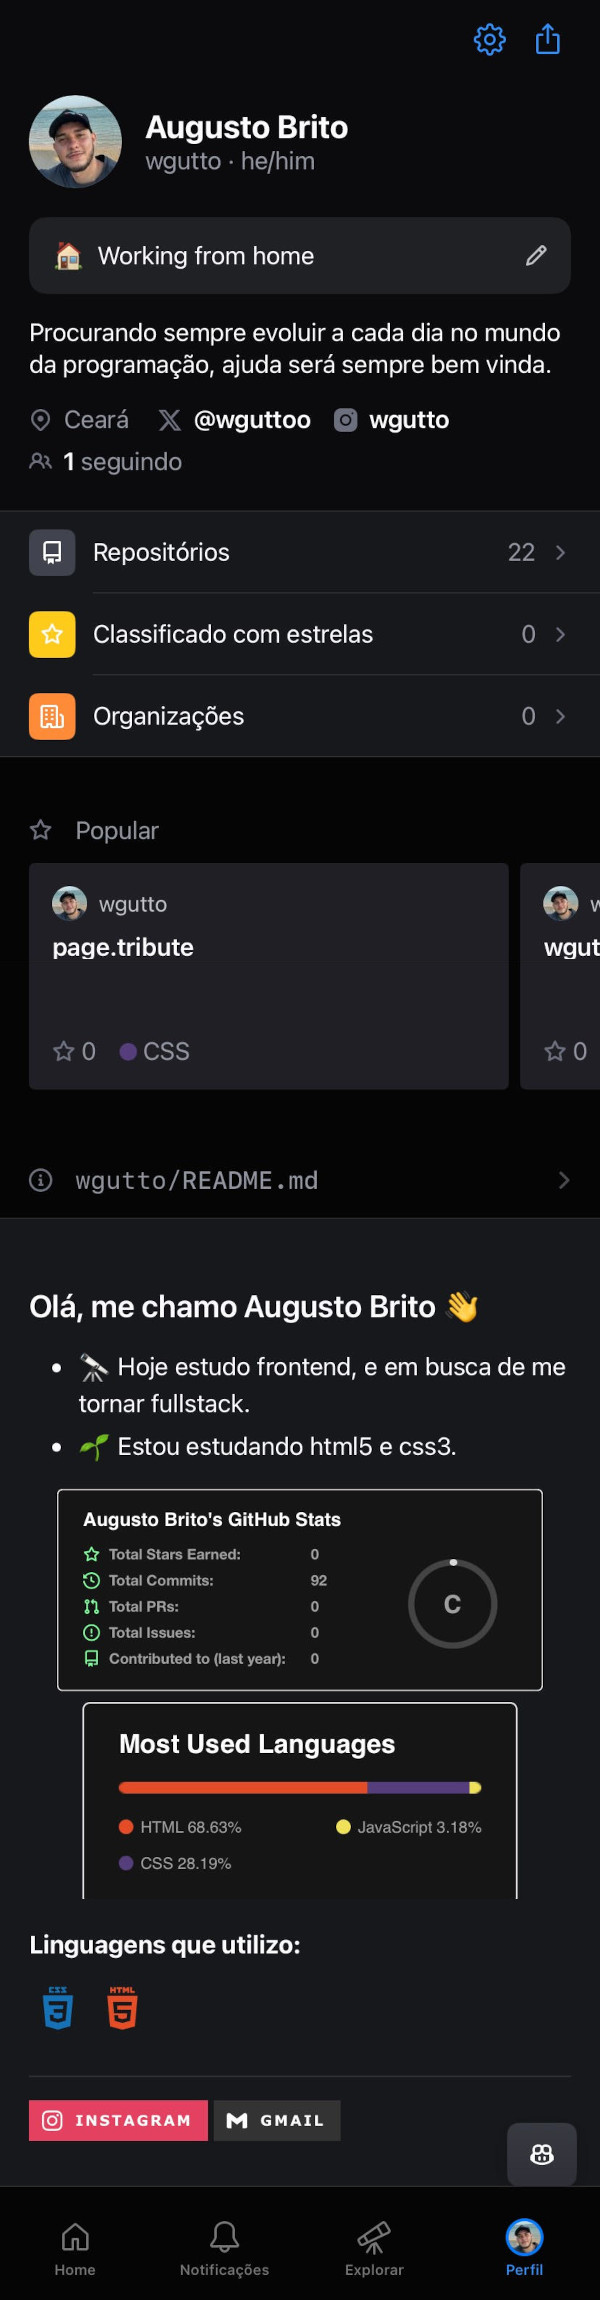 Augusto Brito
wgutto · he/him
Working from home
Procurando sempre evoluir a cada dia no mundo
da programação, ajuda será sempre bem vinda.
Ceará @wguttoo wgutto
1 seguindo
Repositórios 22
Classificado com estrelas 0
Organizações 0
Popular
wgutto
page.tribute
0 CSS
w
wgut
0
wgutto/README.md
Olá, me chamo Augusto Brito 👋
• 🔭 Hoje estudo frontend, e em busca de me
tornar fullstack.
• 🌱 Estou estudando html5 e css3.
Augusto Brito's GitHub Stats
Total Stars Earned: 0
Total Commits: 92
Total PRs: 0
Total Issues: 0
Contributed to (last year): 0
C
Most Used Languages
HTML 68.63% JavaScript 3.18%
CSS 28.19%
Linguagens que utilizo:
CSS 3 HTML 5
INSTAGRAM GMAIL
Home Notificações Explorar Perfil